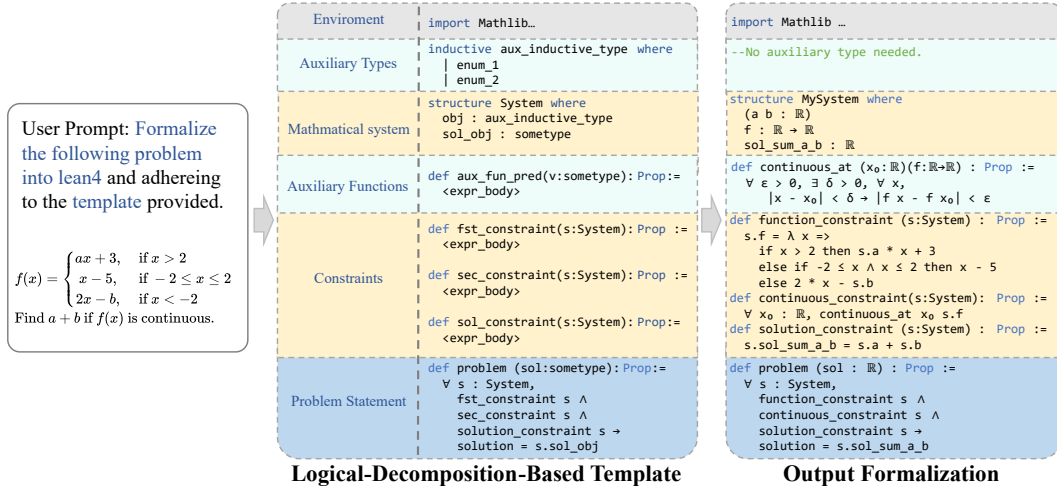 User Prompt: Formalize
the following problem
into lean4 and adhereing
to the template provided.
f(x) = { ax + 3, if x > 2
x − 5, if − 2 ≤ x ≤ 2
2x − b, if x < −2
Find a + b if f(x) is continuous.
Enviroment
import Mathlib…
Auxiliary Types
inductive aux_inductive_type where
| enum_1
| enum_2
Mathmatical system
structure System where
obj : aux_inductive_type
sol_obj : sometype
Auxiliary Functions
def aux_fun_pred(v:sometype):Prop:=
<expr_body>
Constraints
def fst_constraint(s:System):Prop :=
<expr_body>
def sec_constraint(s:System):Prop :=
<expr_body>
def sol_constraint(s:System):Prop:=
<expr_body>
Problem Statement
def problem (sol:sometype):Prop:=
∀ s : System,
fst_constraint s ∧
sec_constraint s ∧
solution_constraint s →
solution = s.sol_obj
Logical-Decomposition-Based Template
import Mathlib …
--No auxiliary type needed.
structure MySystem where
(a b : ℝ)
f : ℝ → ℝ
sol_sum_a_b : ℝ
def continuous_at (x₀:ℝ)(f:ℝ→ℝ) : Prop :=
∀ ε > 0, ∃ δ > 0, ∀ x,
|x - x₀| < δ → |f x - f x₀| < ε
def function_constraint (s:System) : Prop :=
s.f = λ x =>
if x > 2 then s.a * x + 3
else if -2 ≤ x ∧ x ≤ 2 then x - 5
else 2 * x - s.b
def continuous_constraint(s:System): Prop :=
∀ x₀ : ℝ, continuous_at x₀ s.f
def solution_constraint (s:System) : Prop :=
s.sol_sum_a_b = s.a + s.b
def problem (sol : ℝ) : Prop :=
∀ s : System,
function_constraint s ∧
continuous_constraint s ∧
solution_constraint s →
solution = s.sol_sum_a_b
Output Formalization